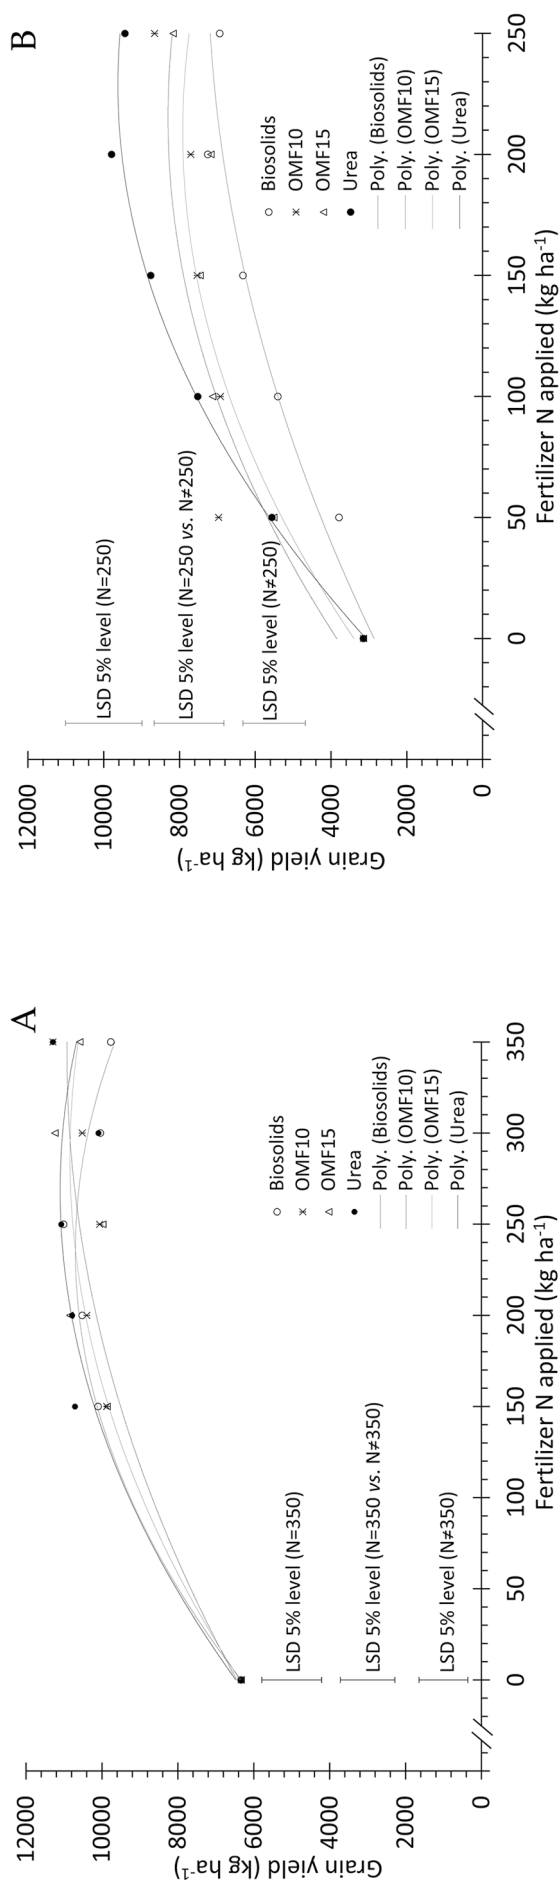 A
12000
10000
8000
6000
4000
2000
0
Grain yield (kg ha-1)
LSD 5% level (N=350)
LSD 5% level (N=350 vs. N≠350)
LSD 5% level (N≠350)
Biosolids
OMF10
OMF15
Urea
Poly. (Biosolids)
Poly. (OMF10)
Poly. (OMF15)
Poly. (Urea)
0 50 100 150 200 250 300 350
Fertilizer N applied (kg ha-1)
B
12000
10000
8000
6000
4000
2000
0
Grain yield (kg ha-1)
LSD 5% level (N=250)
LSD 5% level (N=250 vs. N≠250)
LSD 5% level (N≠250)
Biosolids
OMF10
OMF15
Urea
Poly. (Biosolids)
Poly. (OMF10)
Poly. (OMF15)
Poly. (Urea)
0 50 100 150 200 250
Fertilizer N applied (kg ha-1)